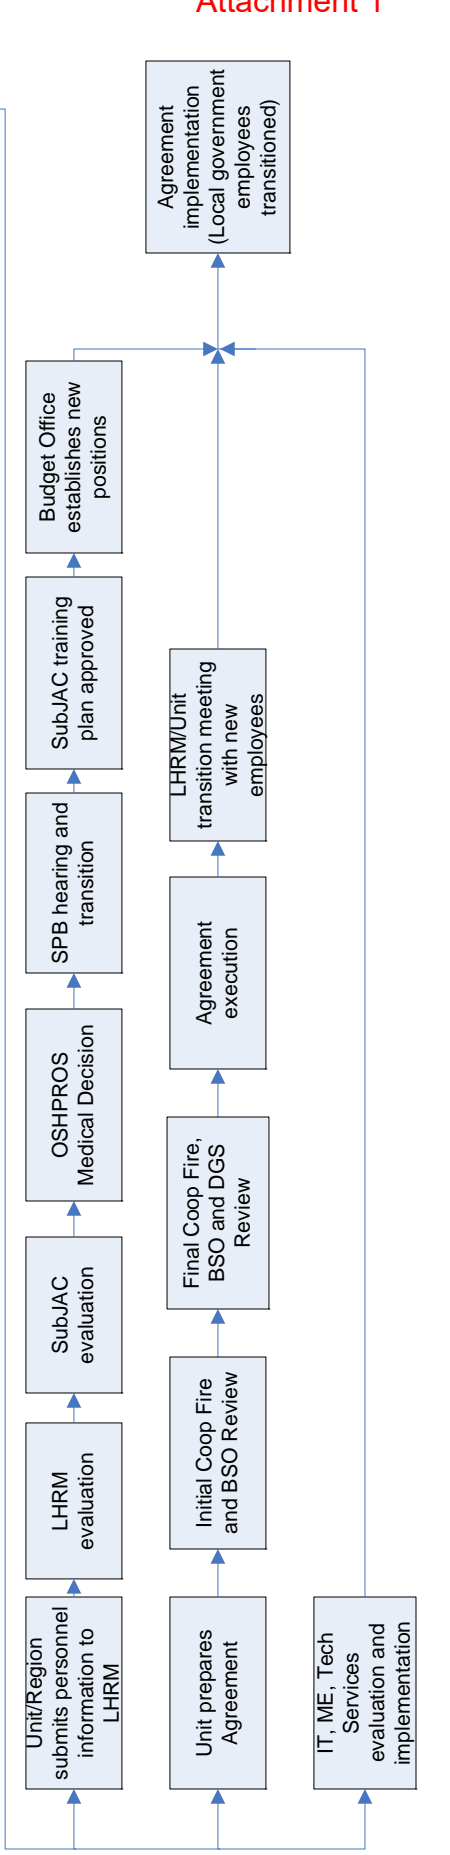 Attachment 1
Unit/Region
submits personnel
information to
LHRM
LHRM
evaluation
SubJAC
evaluation
OSHPROS
Medical Decision
SPB hearing and
transition
SubJAC training
plan approved
Budget Office
establishes new
positions
Unit prepares
Agreement
Initial Coop Fire
and BSO Review
Final Coop Fire,
BSO and DGS
Review
Agreement
execution
LHRM/Unit
transition meeting
with new
employees
IT, ME, Tech
Services
evaluation and
implementation
Agreement
implementation
(Local government
employees
transitioned)